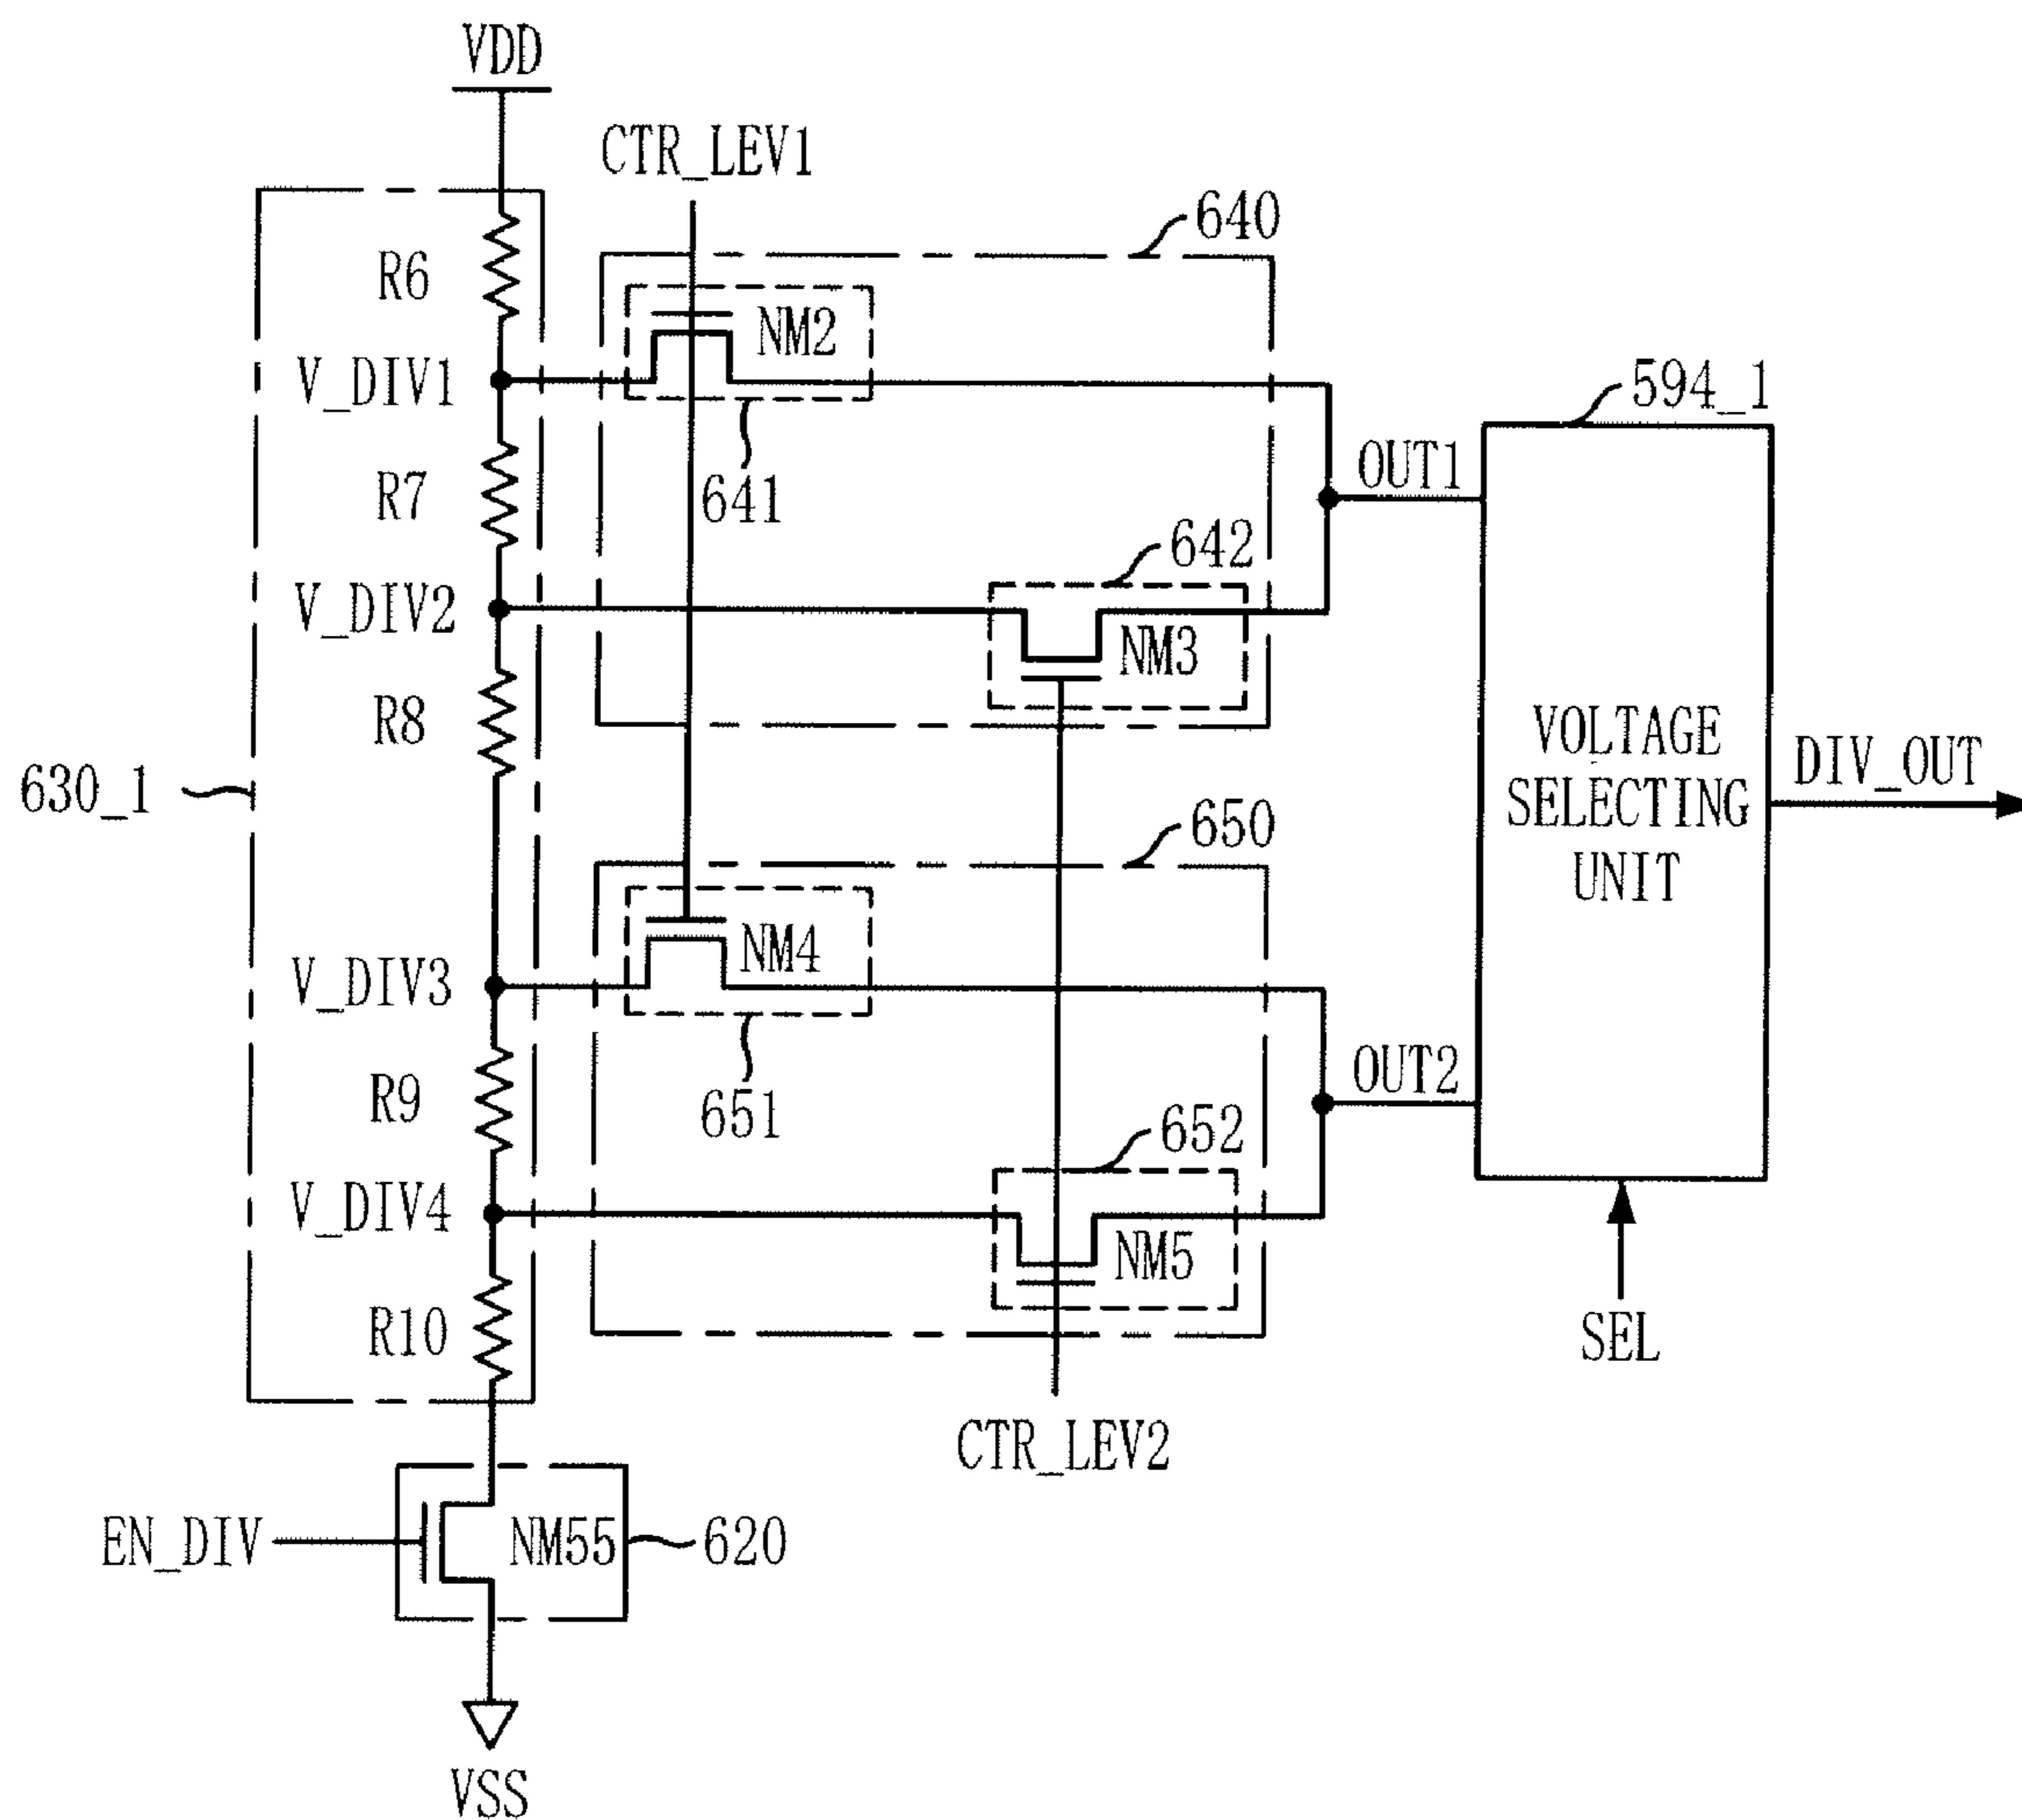 VDD
CTR_LEV1
640
R6
NM2
V_DIV1
594_1
OUT1
R7
641
642
V_DIV2
NM3
R8
VOLTAGE
SELECTING
UNIT
DIV_OUT
630_1
650
NM4
V_DIV3
OUT2
R9
651
652
V_DIV4
NM5
R10
SEL
CTR_LEV2
EN_DIV
NM55
620
VSS